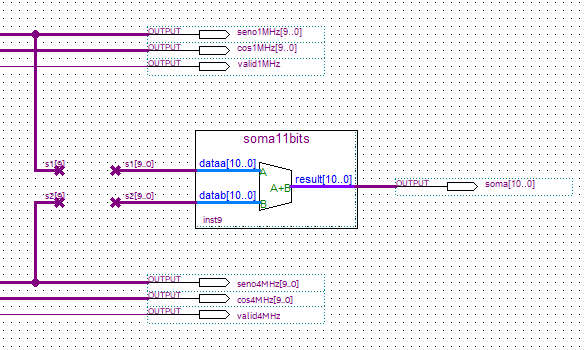 OUTPUT seno1MHz[9..0]
OUTPUT cos1MHz[9..0]
OUTPUT valid1MHz
soma11bits
s1[9] s1[9..0] dataa[10..0] A
result[10..0] A+B OUTPUT soma[10..0]
s2[9] s2[9..0] datab[10..0] B
inst9
OUTPUT seno4MHz[9..0]
OUTPUT cos4MHz[9..0]
OUTPUT valid4MHz